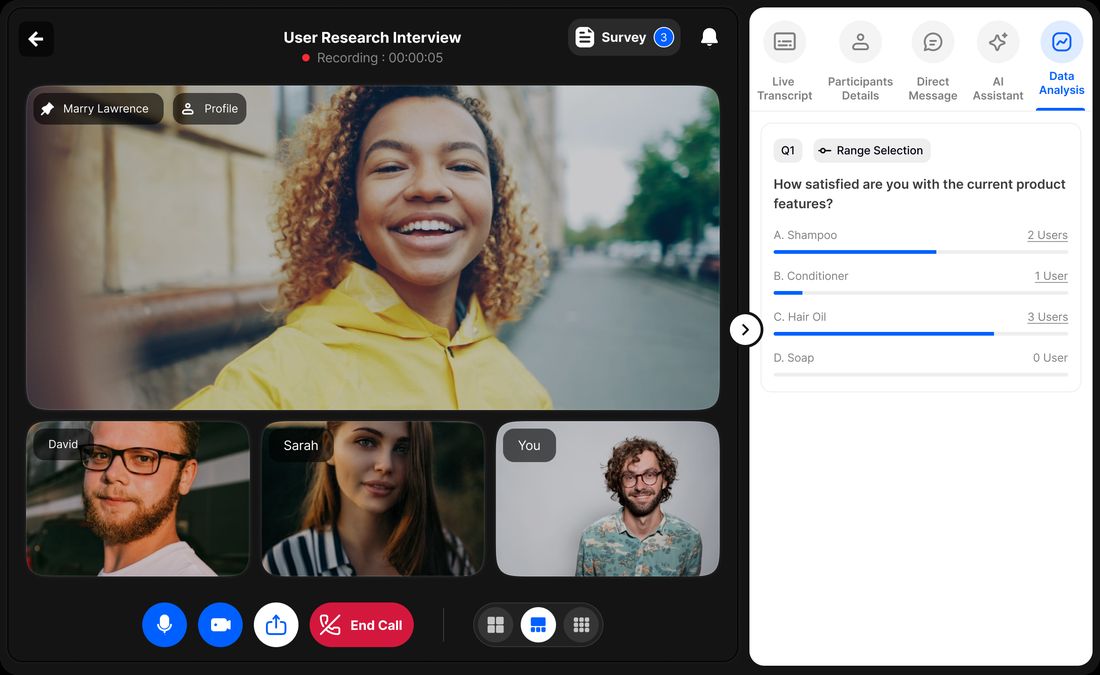 User Research Interview
Recording : 00:00:05
Survey 3
Marry Lawrence
Profile
David
Sarah
You
End Call
Live
Transcript
Participants
Details
Direct
Message
AI
Assistant
Data
Analysis
Q1
Range Selection
How satisfied are you with the current product
features?
A. Shampoo 2 Users
B. Conditioner 1 User
C. Hair Oil 3 Users
D. Soap 0 User